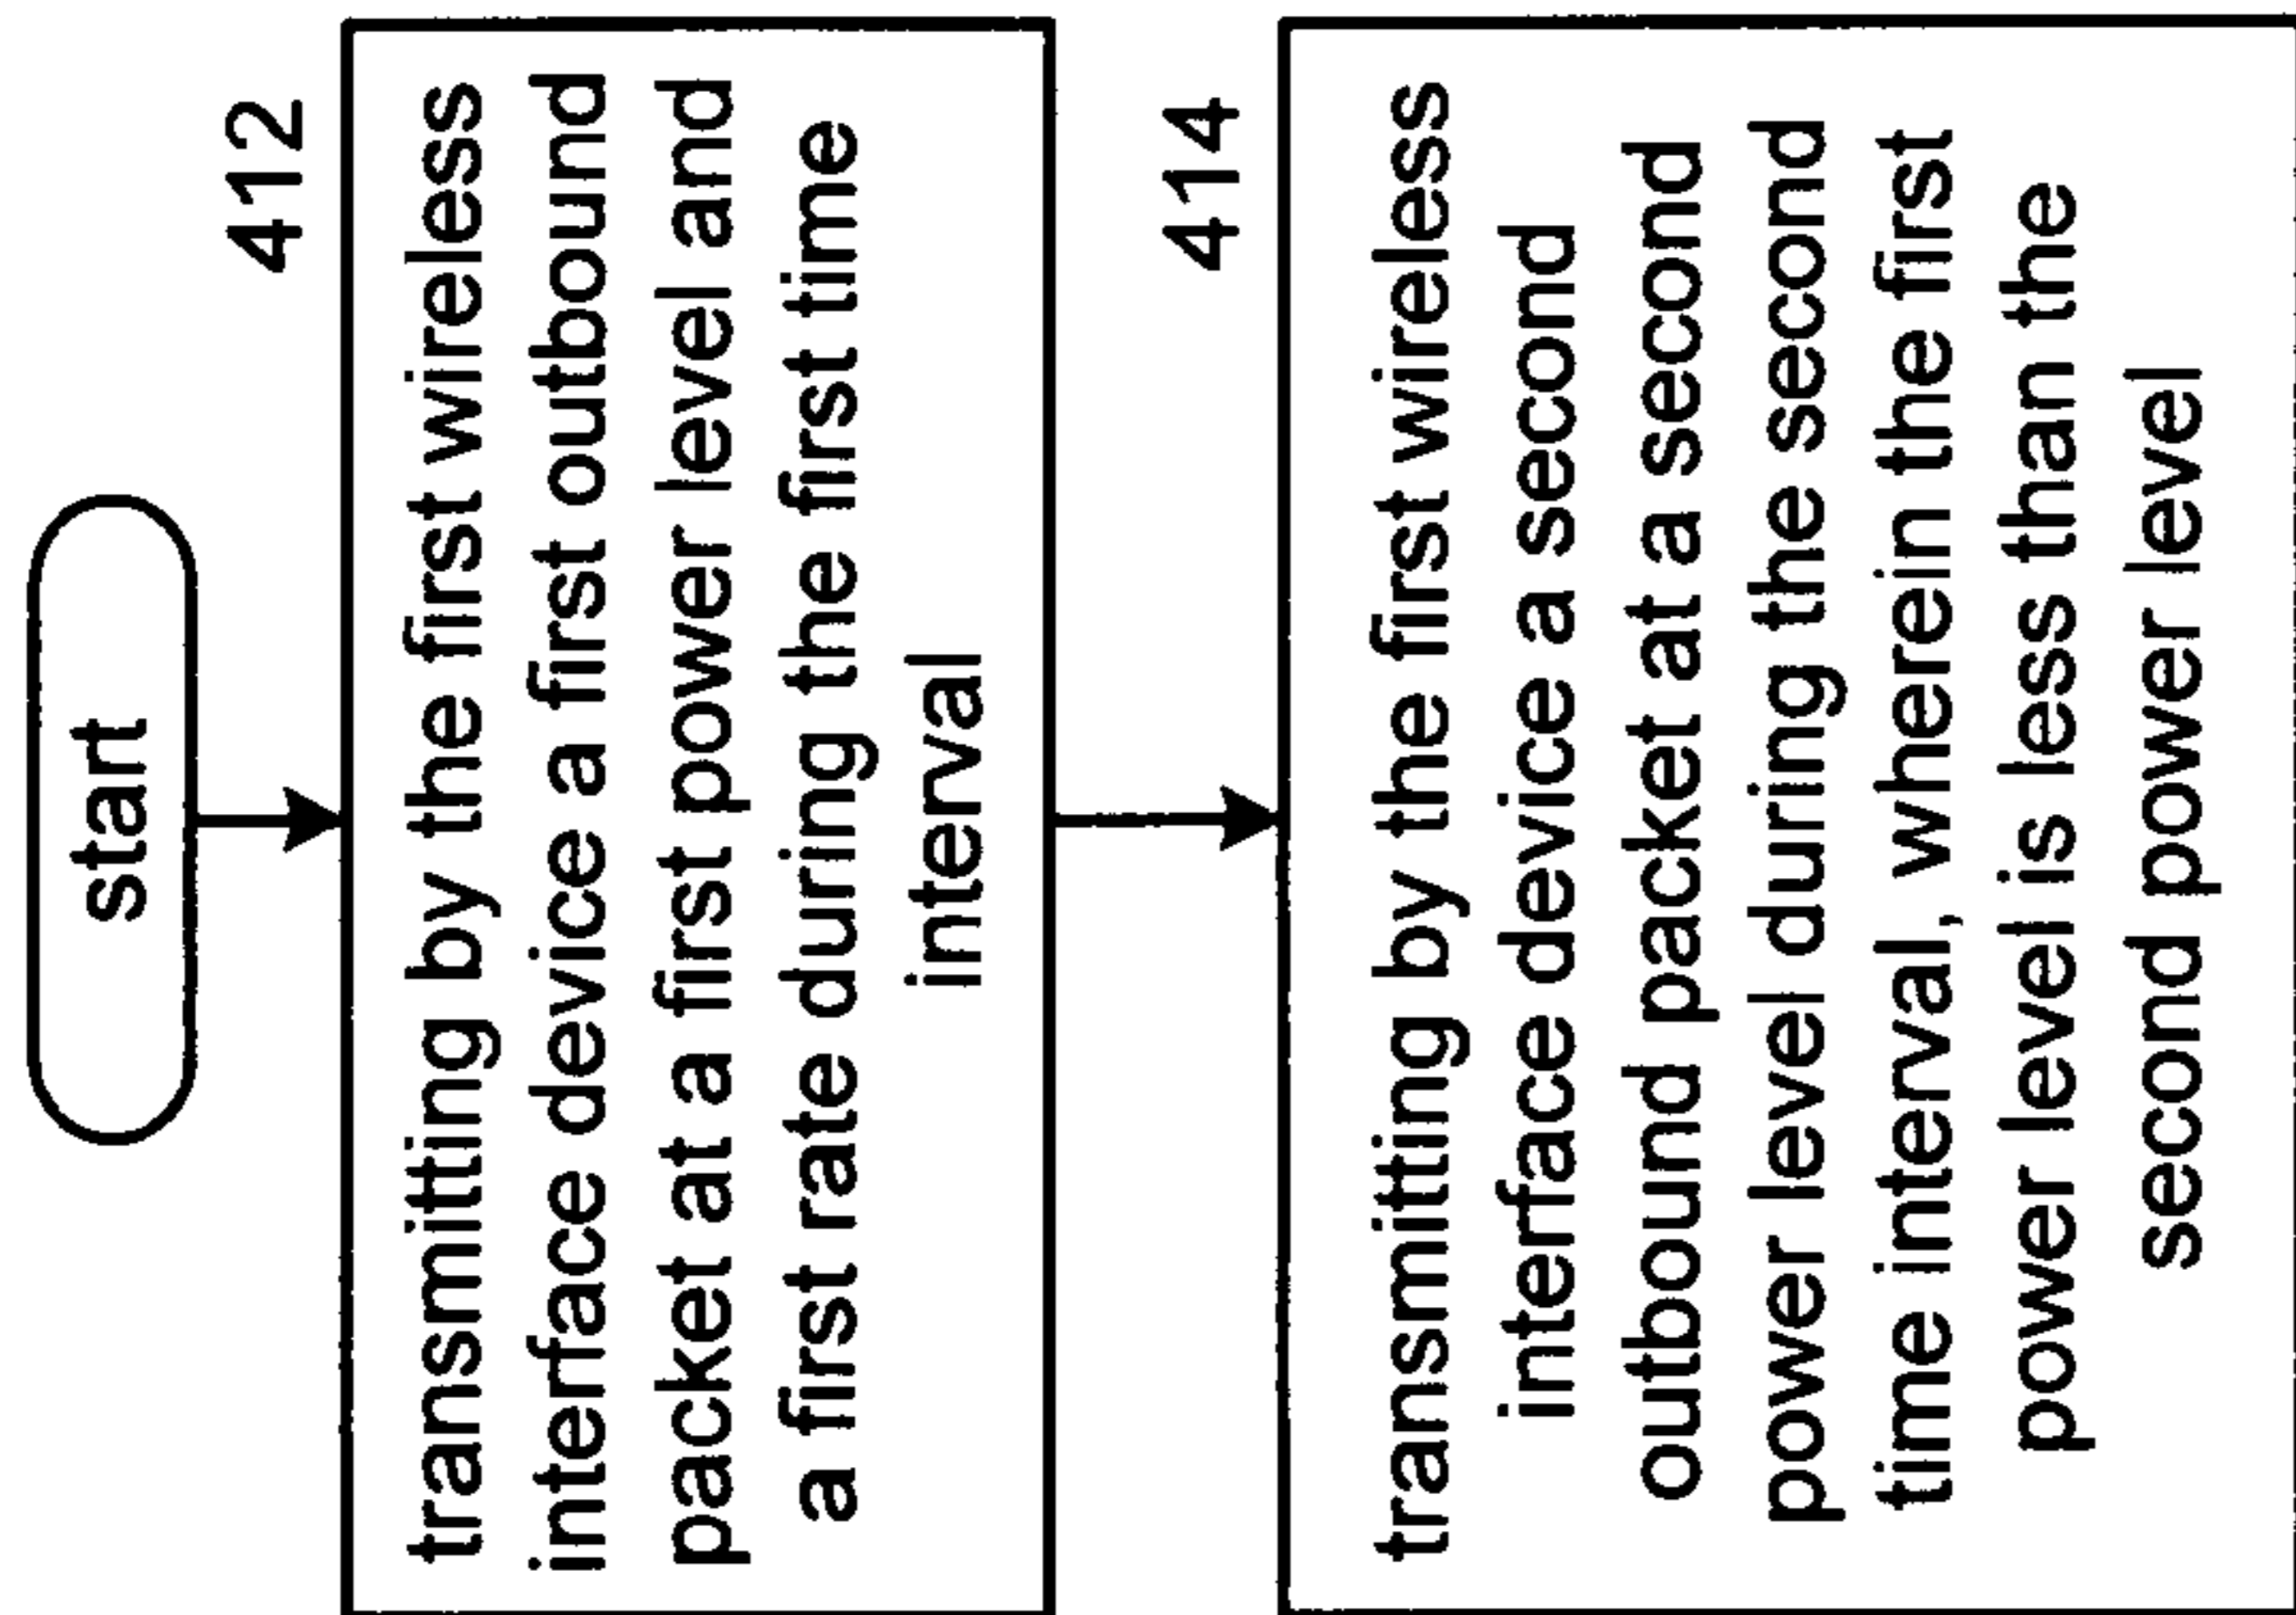 start
412
transmitting by the first wireless
interface device a first outbound
packet at a first power level and
a first rate during the first time
interval
414
transmitting by the first wireless
interface device a second
outbound packet at a second
power level during the second
time interval, wherein the first
power level is less than the
second power level